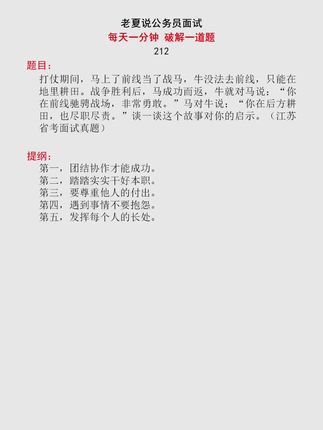 老夏说公务员面试
每天一分钟 破解一道题
212
题目：
打仗期间，马上了前线当了战马，牛没法去前线，只能在
地里耕田。战争胜利后，马成功而返，牛就对马说：“你
在前线驰骋战场，非常勇敢。”马对牛说：“你在后方耕
田，也尽职尽责。”谈一谈这个故事对你的启示。（江苏
省考面试真题）
提纲：
第一，团结协作才能成功。
第二，踏踏实实干好本职。
第三，要尊重他人的付出。
第四，遇到事情不要抱怨。
第五，发挥每个人的长处。